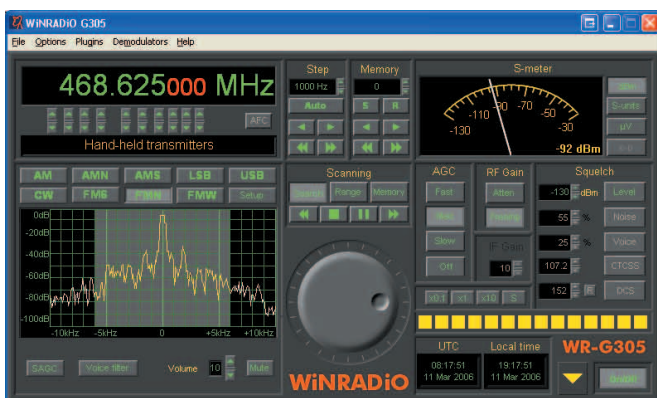 WiNRADiO G305
File Options Plugins Demodulators Help
468.625000 MHz
AFC
Hand-held transmitters
Step
1000 Hz
Auto
Memory
0
S R
S-meter
-130 -110 -90 -70 -50 -30
-92 dBm
dBm
S-units
µV
AM AMN AMS LSB USB
CW FM6 FMN FMW Setup
0dB
-20dB
-40dB
-60dB
-80dB
-100dB
-10kHz -5kHz 0 +5kHz +10kHz
SAGC Voice filter Volume 10 Mute
Scanning
Search Range Memory
WiNRADiO
AGC
Fast
Med
Slow
Off
RF Gain
Atten
Preamp
IF Gain
10
Squelch
-130 dBm Level
55 % Noise
25 % Voice
107.2 CTCSS
152 R DCS
x0.1 x1 x10 S
UTC
08:17:51
11 Mar 2006
Local time
19:17:51
11 Mar 2006
WR-G305
On/Off